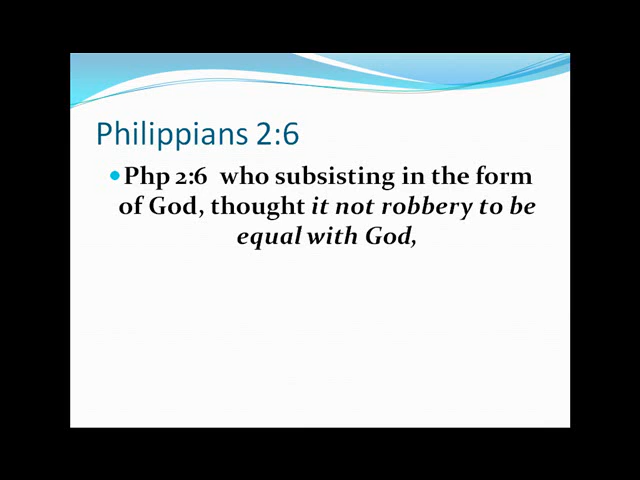 Philippians 2:6
•Php 2:6  who subsisting in the form
of God, thought it not robbery to be
equal with God,